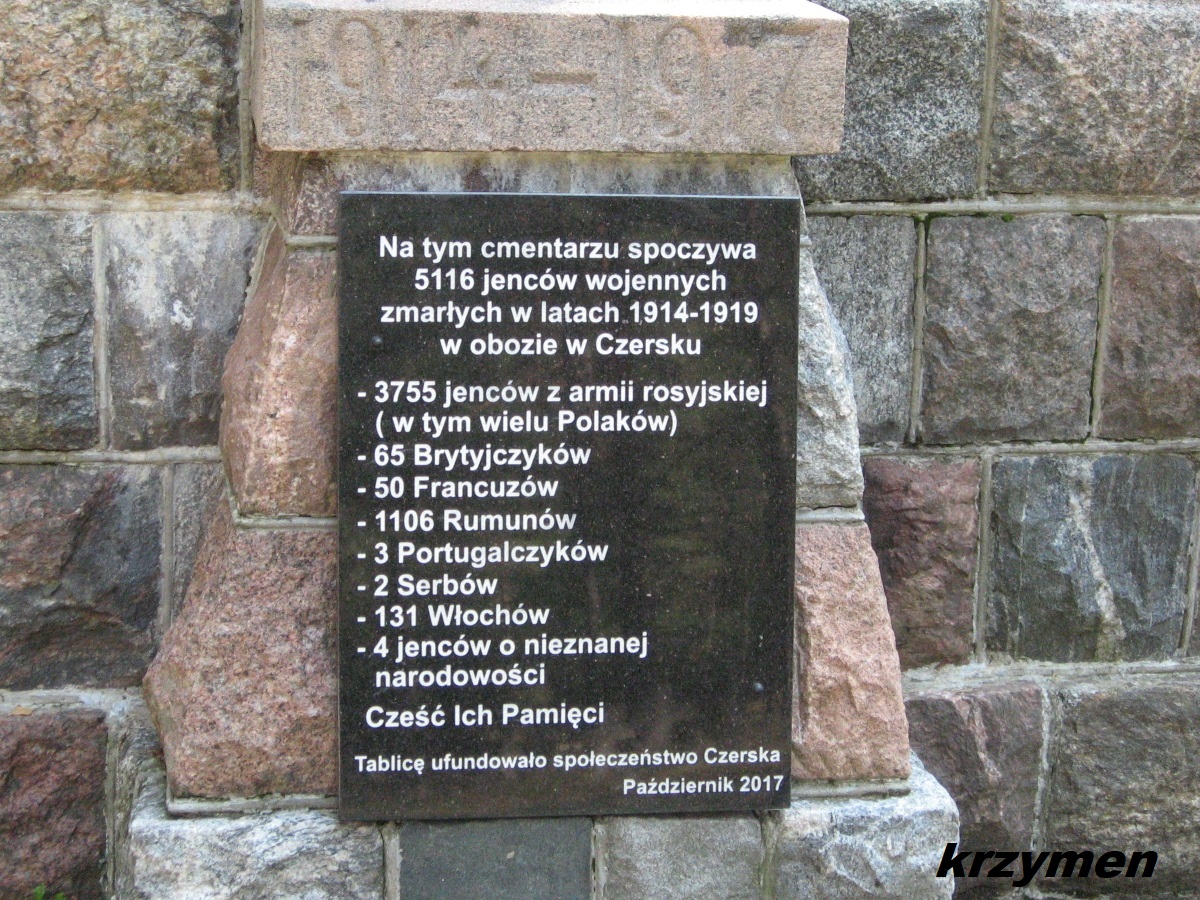 1914-1917
Na tym cmentarzu spoczywa
5116 jenców wojennych
zmarłych w latach 1914-1919
w obozie w Czersku
- 3755 jenców z armii rosyjskiej
( w tym wielu Polaków)
- 65 Brytyjczyków
- 50 Francuzów
- 1106 Rumunów
- 3 Portugalczyków
- 2 Serbów
- 131 Włochów
- 4 jenców o nieznanej
narodowości
Cześć Ich Pamięci
Tablicę ufundowało społeczeństwo Czerska
Październik 2017
krzymen